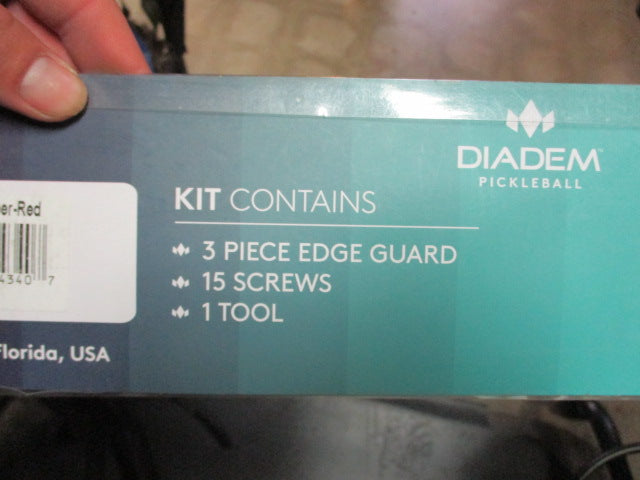 DIADEM
PICKLEBALL
KIT CONTAINS
3 PIECE EDGE GUARD
15 SCREWS
1 TOOL
er-Red
4340 7
Florida, USA